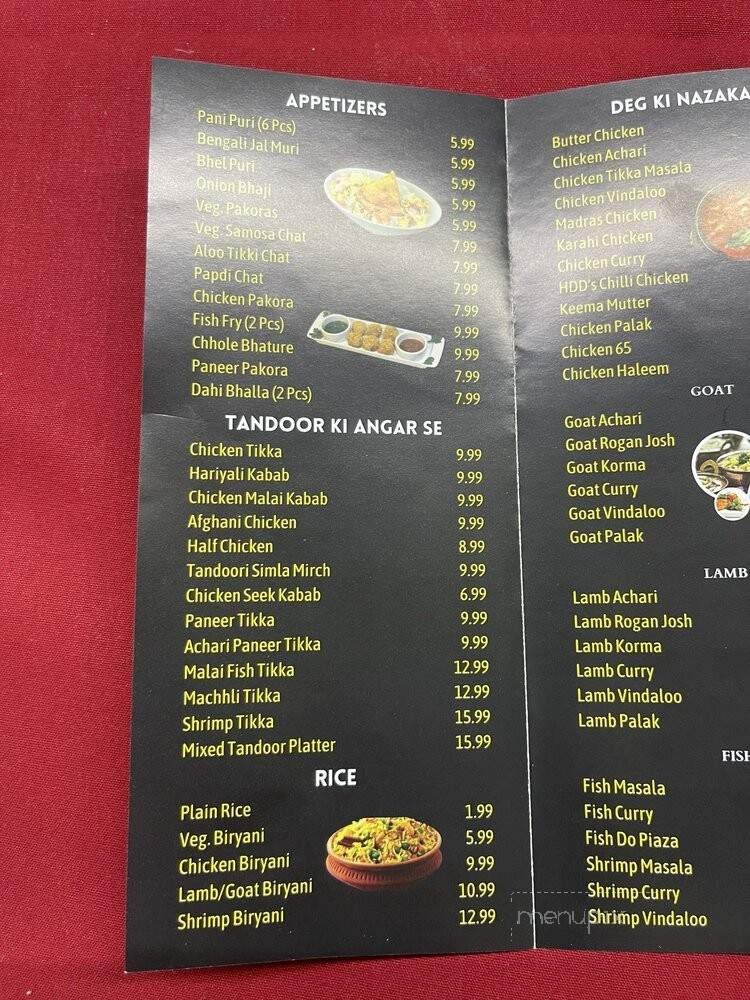 APPETIZERS
Pani Puri (6 Pcs) 5.99
Bengali Jal Muri 5.99
Bhel Puri 5.99
Onion Bhaji 5.99
Veg. Pakoras 5.99
Veg. Samosa Chat 7.99
Aloo Tikki Chat 7.99
Papdi Chat 7.99
Chicken Pakora 7.99
Fish Fry (2 Pcs) 9.99
Chhole Bhature 9.99
Paneer Pakora 7.99
Dahi Bhalla (2 Pcs) 7.99
TANDOOR KI ANGAR SE
Chicken Tikka 9.99
Hariyali Kabab 9.99
Chicken Malai Kabab 9.99
Afghani Chicken 9.99
Half Chicken 8.99
Tandoori Simla Mirch 9.99
Chicken Seek Kabab 6.99
Paneer Tikka 9.99
Achari Paneer Tikka 9.99
Malai Fish Tikka 12.99
Machhli Tikka 12.99
Shrimp Tikka 15.99
Mixed Tandoor Platter 15.99
RICE
Plain Rice 1.99
Veg. Biryani 5.99
Chicken Biryani 9.99
Lamb/Goat Biryani 10.99
Shrimp Biryani 12.99
DEG KI NAZAKA
Butter Chicken
Chicken Achari
Chicken Tikka Masala
Chicken Vindaloo
Madras Chicken
Karahi Chicken
Chicken Curry
HDD's Chilli Chicken
Keema Mutter
Chicken Palak
Chicken 65
Chicken Haleem
GOAT
Goat Achari
Goat Rogan Josh
Goat Korma
Goat Curry
Goat Vindaloo
Goat Palak
LAMB
Lamb Achari
Lamb Rogan Josh
Lamb Korma
Lamb Curry
Lamb Vindaloo
Lamb Palak
FISH
Fish Masala
Fish Curry
Fish Do Piaza
Shrimp Masala
Shrimp Curry
Shrimp Vindaloo